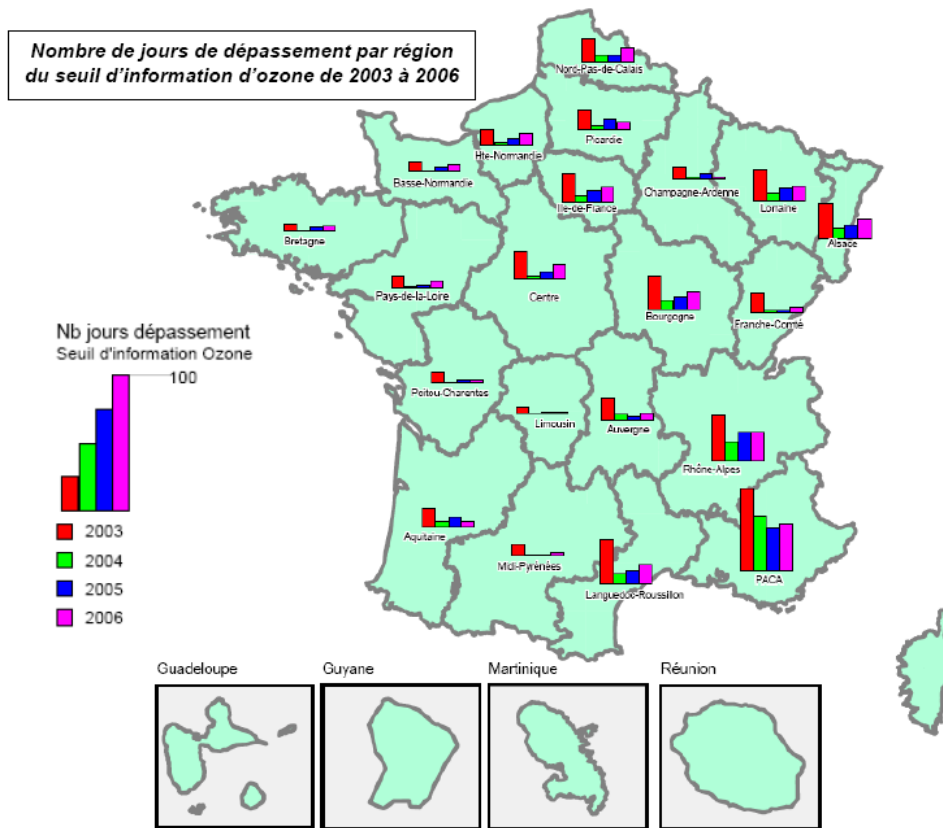 Nombre de jours de dépassement par région
du seuil d'information d'ozone de 2003 à 2006
Nord-Pas-de-Calais
Picardie
Hte-Normandie
Basse-Normandie
Ile-de-France
Champagne-Ardenne
Lorraine
Alsace
Bretagne
Pays-de-la-Loire
Centre
Bourgogne
Franche-Comté
Nb jours dépassement
Seuil d'information Ozone
100
Poitou-Charentes
Limousin
Auvergne
Rhône-Alpes
2003
2004
2005
2006
Aquitaine
Midi-Pyrénées
Languedoc-Roussillon
PACA
Guadeloupe
Guyane
Martinique
Réunion